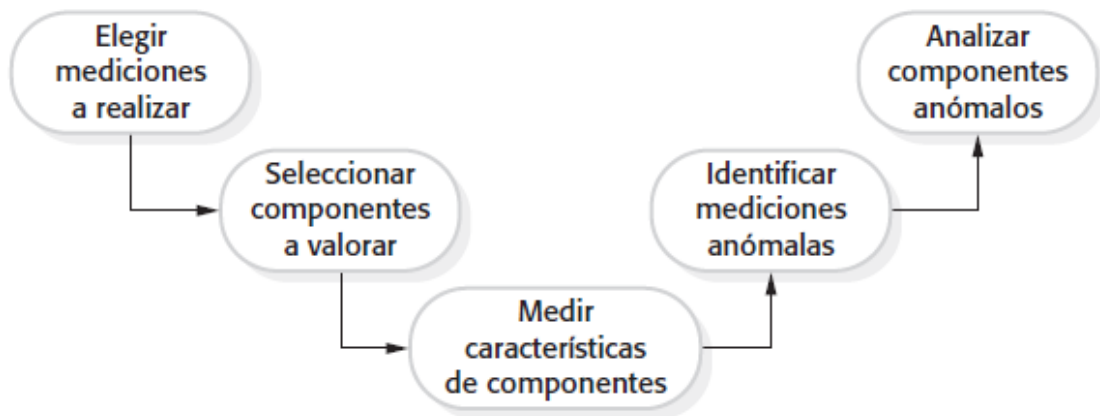 Elegir
mediciones
a realizar
Seleccionar
componentes
a valorar
Medir
características
de componentes
Identificar
mediciones
anómalas
Analizar
componentes
anómalos